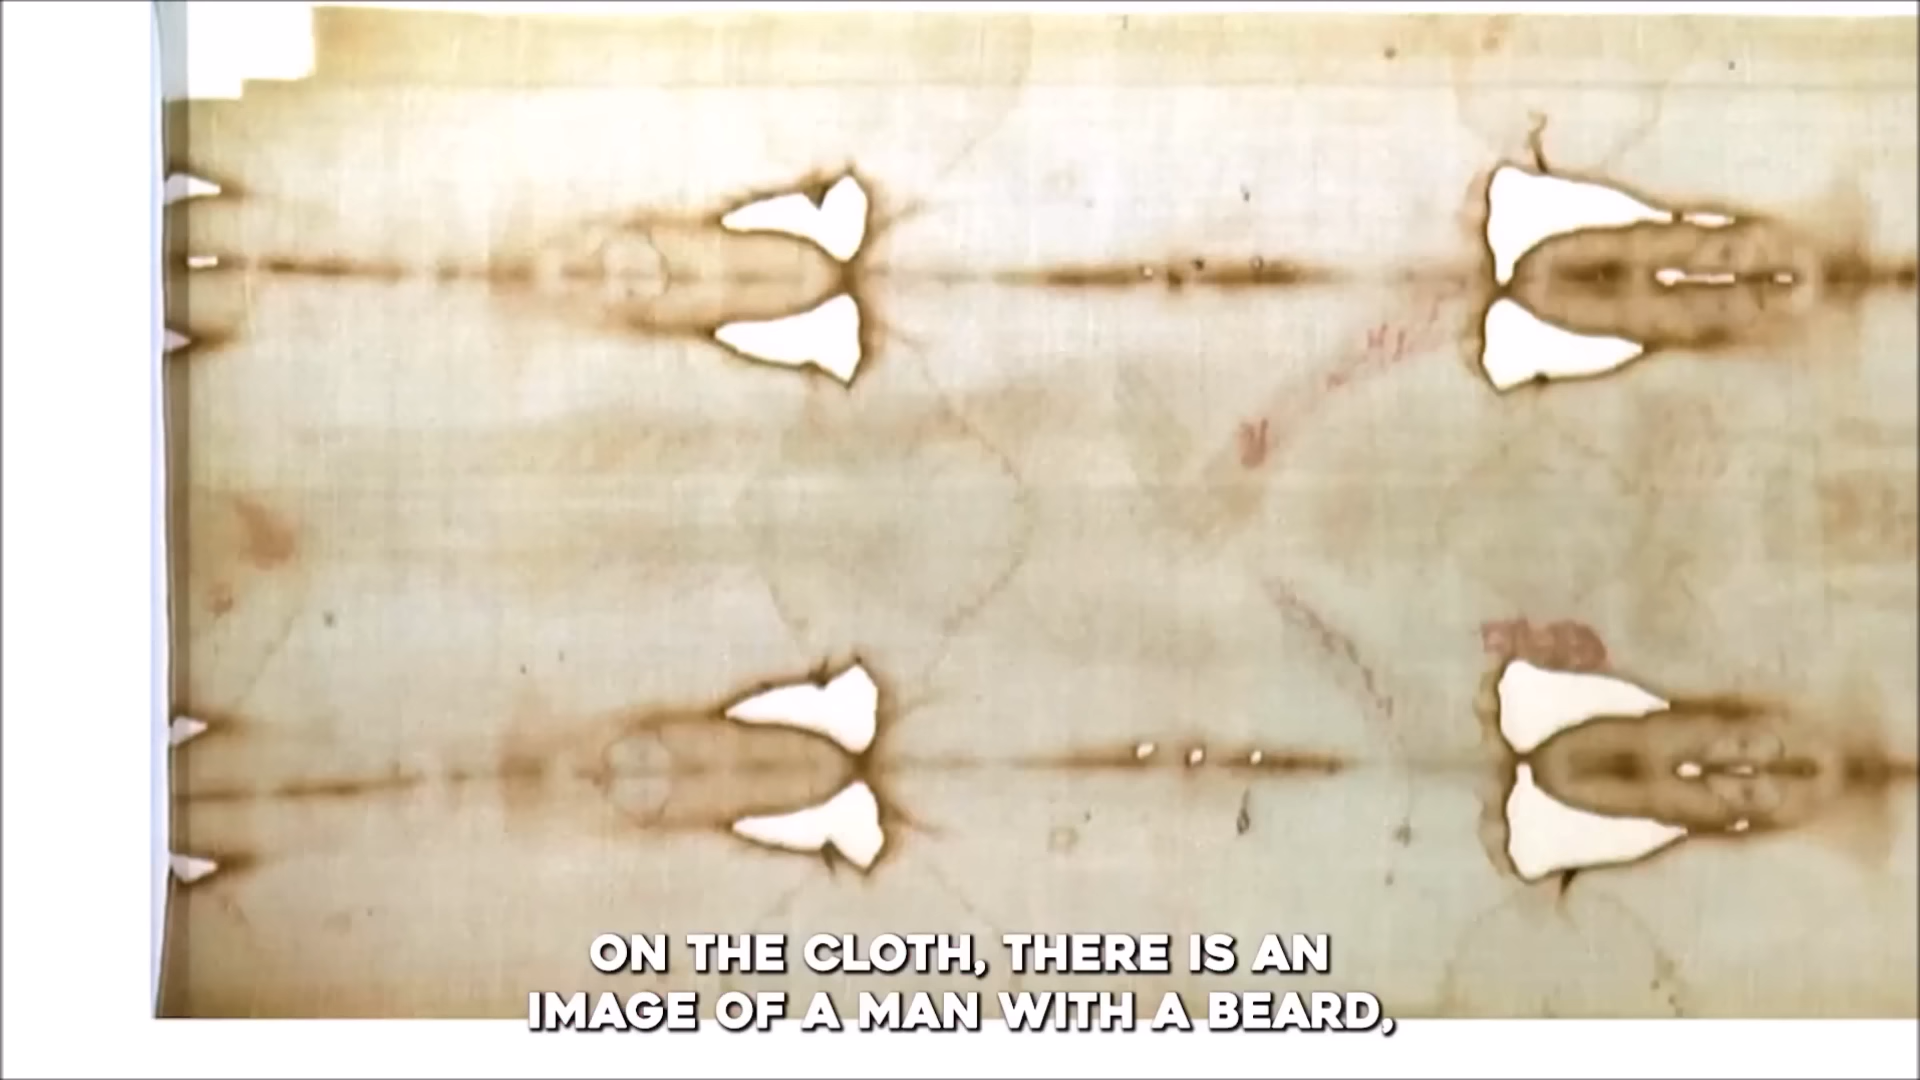 ON THE CLOTH, THERE IS AN
IMAGE OF A MAN WITH A BEARD,